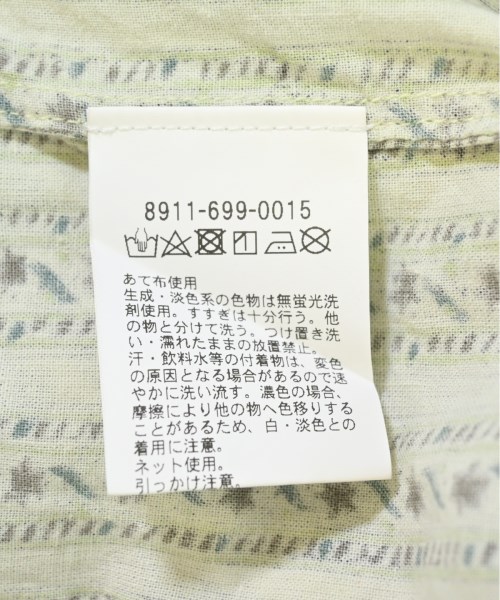 8911-699-0015
あて布使用
生成・淡色系の色物は無蛍光洗
剤使用。すすぎは十分行う。他
の物と分けて洗う。つけ置き洗
い・濡れたままの放置禁止。
汗・飲料水等の付着物は、変色
の原因となる場合があるので速
やかに洗い流す。濃色の場合、
摩擦により他の物へ色移りする
ことがあるため、白・淡色との
着用に注意。
ネット使用。
引っかけ注意。